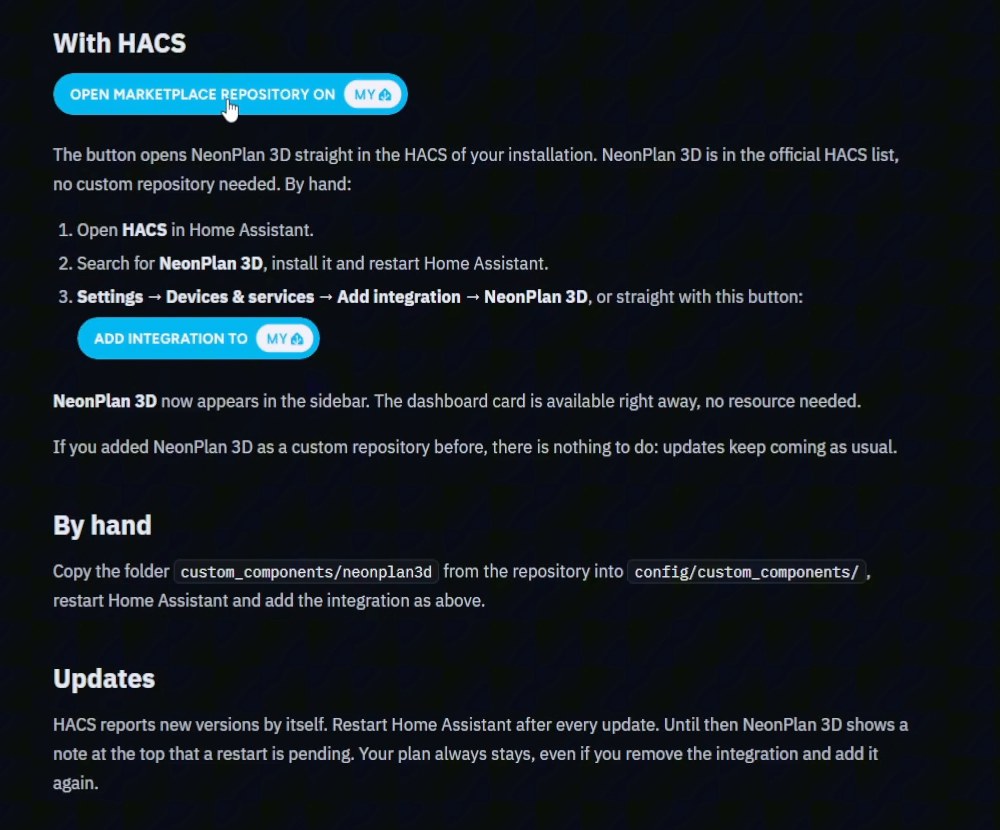 With HACS
OPEN MARKETPLACE REPOSITORY ON MY
The button opens NeonPlan 3D straight in the HACS of your installation. NeonPlan 3D is in the official HACS list,
no custom repository needed. By hand:
1. Open HACS in Home Assistant.
2. Search for NeonPlan 3D, install it and restart Home Assistant.
3. Settings → Devices & services → Add integration → NeonPlan 3D, or straight with this button:
ADD INTEGRATION TO MY
NeonPlan 3D now appears in the sidebar. The dashboard card is available right away, no resource needed.
If you added NeonPlan 3D as a custom repository before, there is nothing to do: updates keep coming as usual.
By hand
Copy the folder custom_components/neonplan3d from the repository into config/custom_components/,
restart Home Assistant and add the integration as above.
Updates
HACS reports new versions by itself. Restart Home Assistant after every update. Until then NeonPlan 3D shows a
note at the top that a restart is pending. Your plan always stays, even if you remove the integration and add it
again.